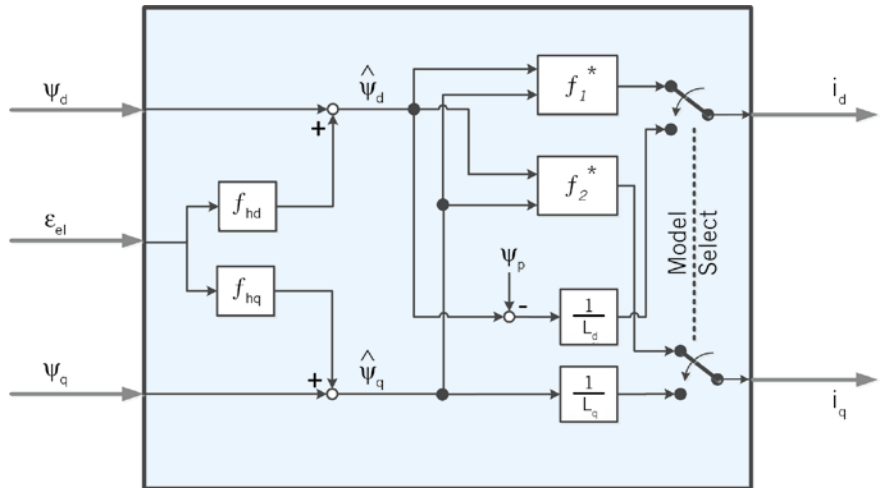 ψd
εel
ψq
fhd
fhq
+
ψ̂d
+
ψ̂q
f1*
f2*
ψp
-
1
Ld
1
Lq
Model
Select
id
iq